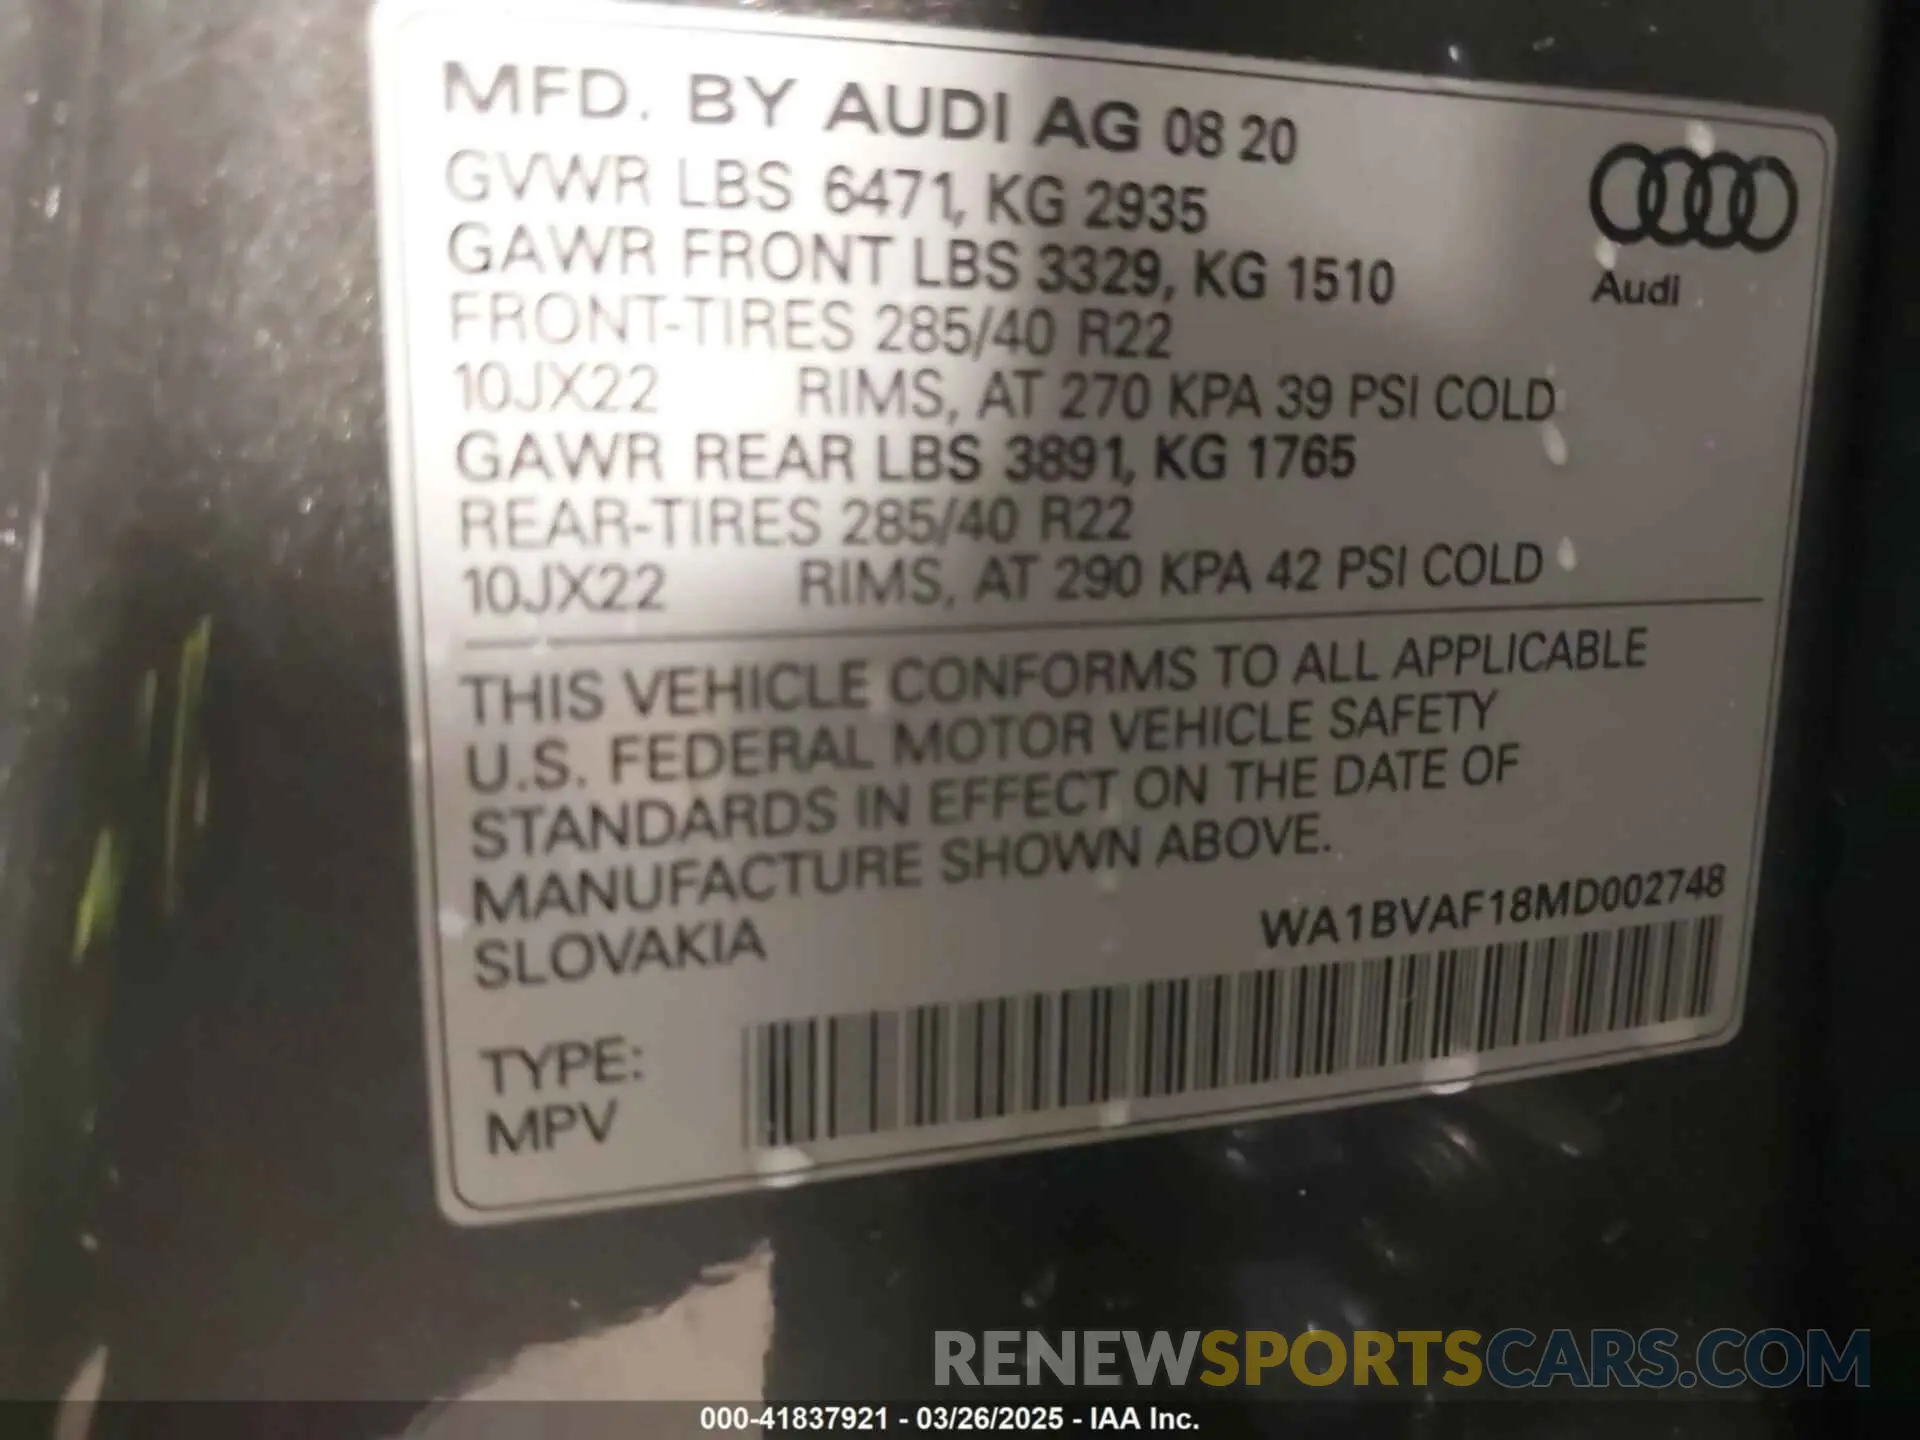 MFD. BY AUDI AG 08 20
GVWR LBS 6471, KG 2935
GAWR FRONT LBS 3329, KG 1510
FRONT-TIRES 285/40 R22
10JX22 RIMS, AT 270 KPA 39 PSI COLD
GAWR REAR LBS 3891, KG 1765
REAR-TIRES 285/40 R22
10JX22 RIMS, AT 290 KPA 42 PSI COLD
Audi
THIS VEHICLE CONFORMS TO ALL APPLICABLE
U.S. FEDERAL MOTOR VEHICLE SAFETY
STANDARDS IN EFFECT ON THE DATE OF
MANUFACTURE SHOWN ABOVE.
SLOVAKIA
WA1BVAF18MD002748
TYPE:
MPV
RENEWSPORTSCARS.COM
000-41837921 - 03/26/2025 - IAA Inc.